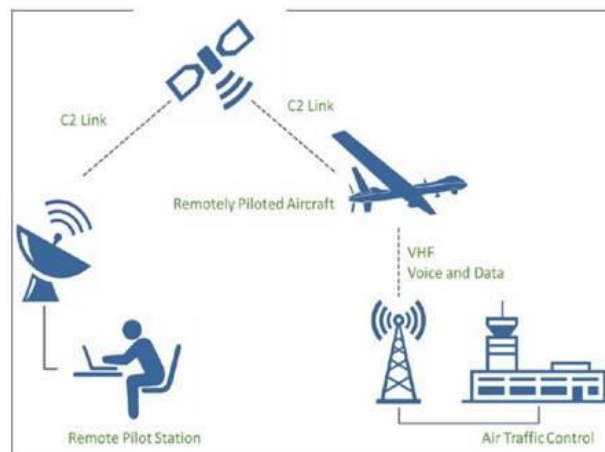 C2 Link
C2 Link
Remotely Piloted Aircraft
VHF
Voice and Data
Remote Pilot Station
Air Traffic Control